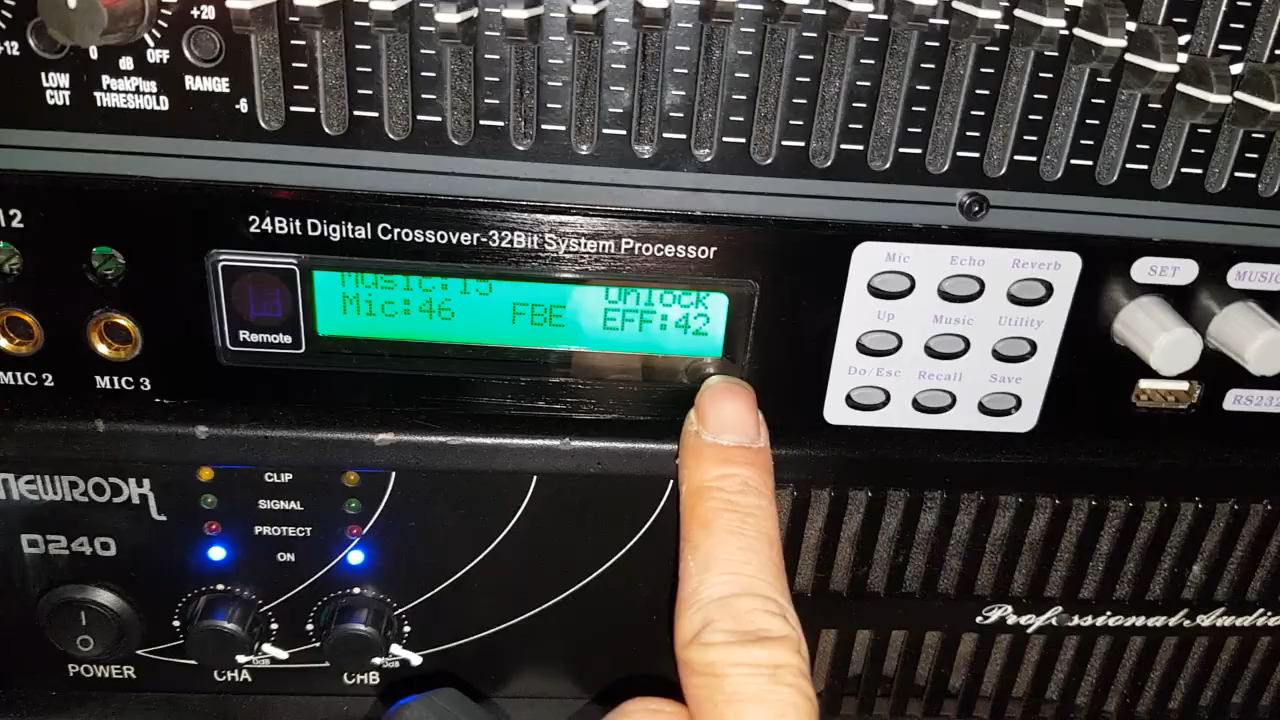 +20
+12
0
OFF
dB
LOW
CUT
PeakPlus
THRESHOLD
RANGE
-6
24Bit Digital Crossover-32Bit System Processor
Remote
Music:15
Unlock
Mic:46 FBE EFF:42
2
MIC 2
MIC 3
Mic
Echo
Reverb
Up
Music
Utility
Do/Esc
Recall
Save
SET
MUSIC
RS232
NEWROCK
D240
CLIP
SIGNAL
PROTECT
ON
POWER
0dB
0dB
CHA
CHB
Professional Audio